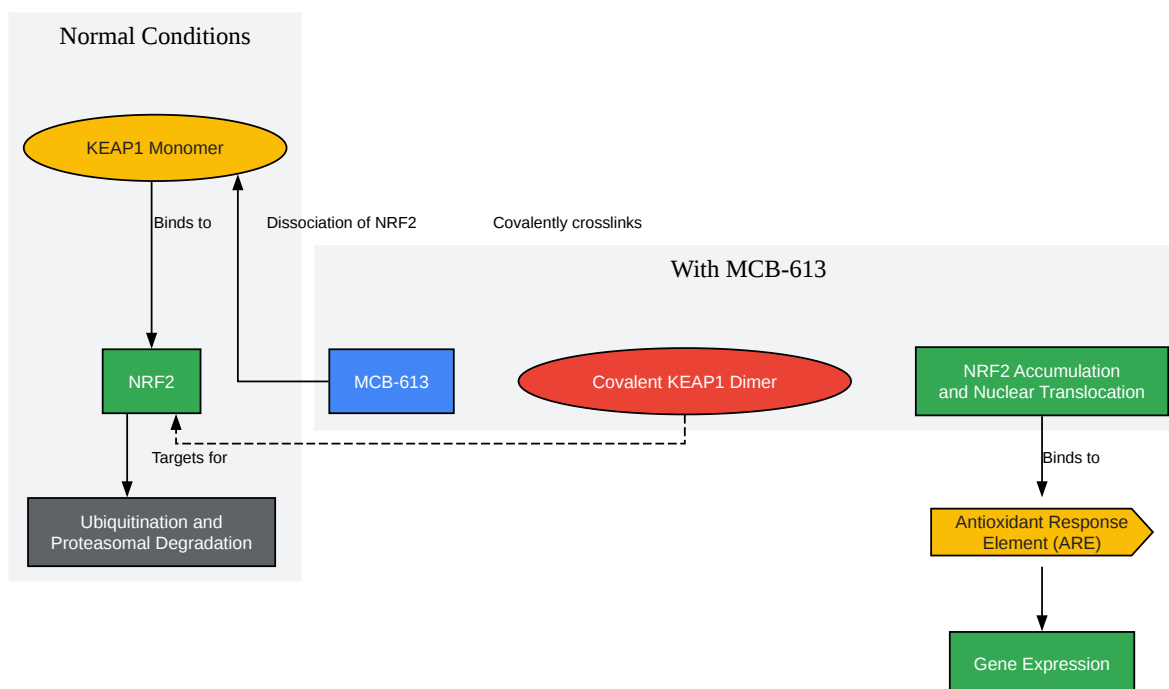 Normal Conditions
KEAP1 Monomer
Binds to
Dissociation of NRF2
Covalently crosslinks
With MCB-613
NRF2
MCB-613
Covalent KEAP1 Dimer
NRF2 Accumulation
and Nuclear Translocation
Targets for
Binds to
Ubiquitination and
Proteasomal Degradation
Antioxidant Response
Element (ARE)
Gene Expression